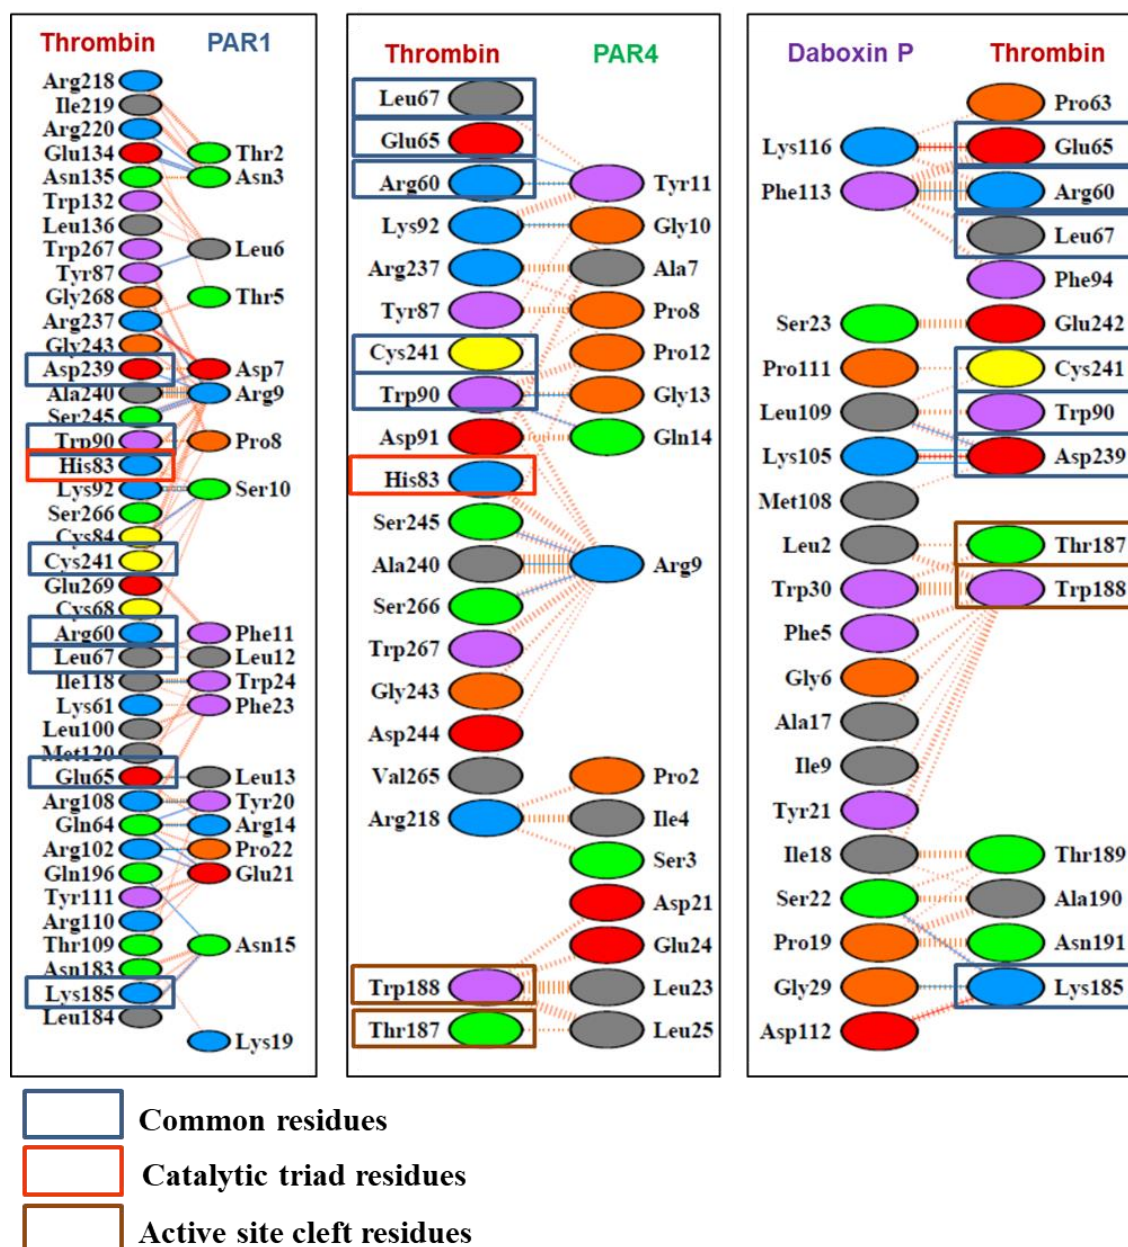 Thrombin PAR1
Arg218
Ile219
Arg220
Glu134 Thr2
Asn135 Asn3
Trp132
Leu136
Trp267 Leu6
Tyr87
Gly268 Thr5
Arg237
Gly243
Asp239 Asp7
Ala240 Arg9
Ser245
Trp90 Pro8
His83
Lys92 Ser10
Ser266
Cys84
Cys241
Glu269
Cys68
Arg60 Phe11
Leu67 Leu12
Ile118 Trp24
Lys61 Phe23
Leu100
Met120
Glu65 Leu13
Arg108 Tyr20
Gln64 Arg14
Arg102 Pro22
Gln196 Glu21
Tyr111
Arg110
Thr109 Asn15
Asn183
Lys185
Leu184
Lys19
Thrombin PAR4
Leu67
Glu65
Arg60 Tyr11
Lys92 Gly10
Arg237 Ala7
Tyr87 Pro8
Cys241 Pro12
Trp90 Gly13
Asp91 Gln14
His83
Ser245
Ala240 Arg9
Ser266
Trp267
Gly243
Asp244
Val265 Pro2
Arg218 Ile4
Ser3
Asp21
Glu24
Trp188 Leu23
Thr187 Leu25
Daboxin P Thrombin
Pro63
Lys116 Glu65
Phe113 Arg60
Leu67
Phe94
Ser23 Glu242
Pro111 Cys241
Leu109 Trp90
Lys105 Asp239
Met108
Leu2 Thr187
Trp30 Trp188
Phe5
Gly6
Ala17
Ile9
Tyr21
Ile18 Thr189
Ser22 Ala190
Pro19 Asn191
Gly29 Lys185
Asp112
Common residues
Catalytic triad residues
Active site cleft residues